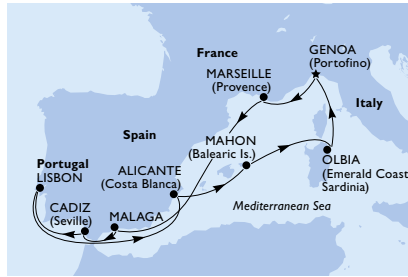 France
GENOA
(Portofino)
MARSEILLE
(Provence)
Italy
Spain
MAHON
(Balearic Is.)
Portugal
LISBON
ALICANTE
(Costa Blanca)
OLBIA
(Emerald Coast
Sardinia)
CADIZ
(Seville)
MALAGA
Mediterranean Sea